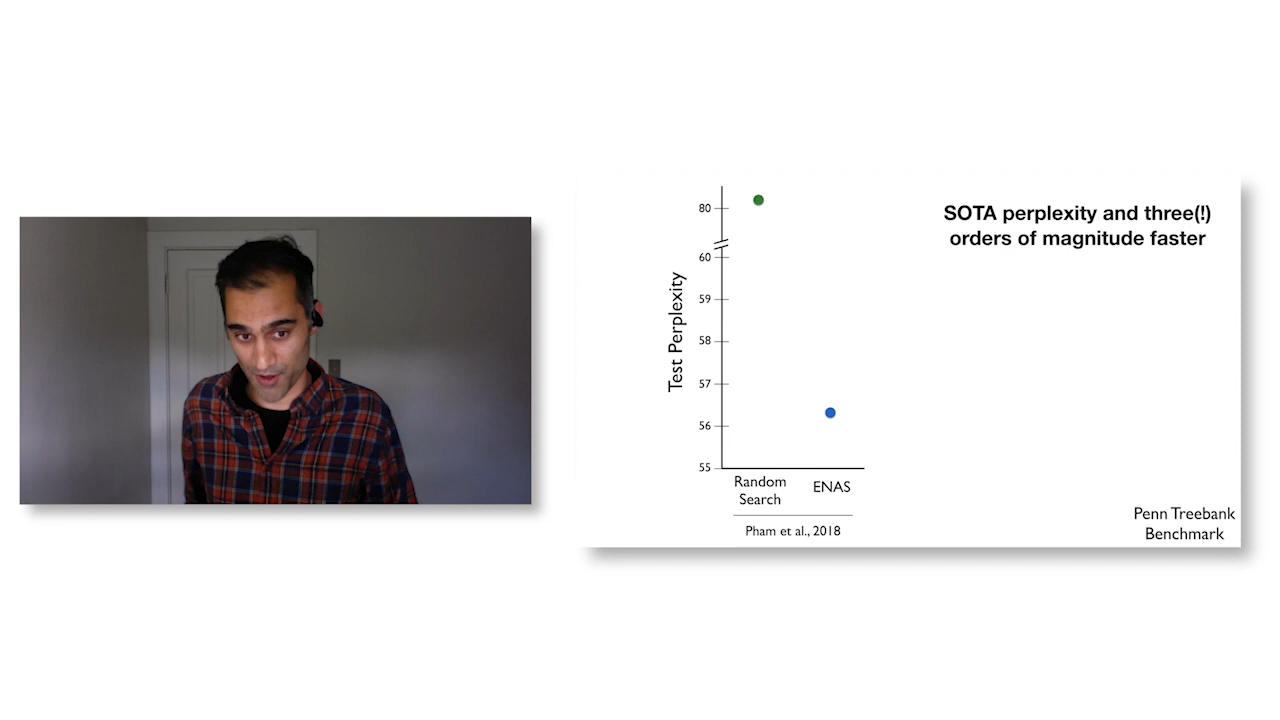 SOTA perplexity and three(!)
orders of magnitude faster
Test Perplexity
80
60
59
58
57
56
55
Random
Search
ENAS
Pham et al., 2018
Penn Treebank
Benchmark